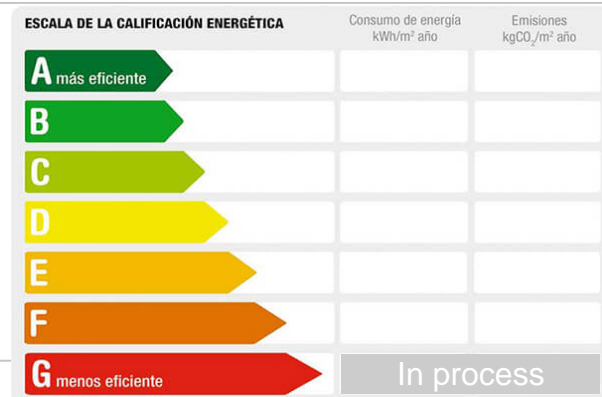 ESCALA DE LA CALIFICACIÓN ENERGÉTICA
Consumo de energía
kWh/m² año
Emisiones
kgCO₂/m² año
A más eficiente
B
C
D
E
F
G menos eficiente
In process